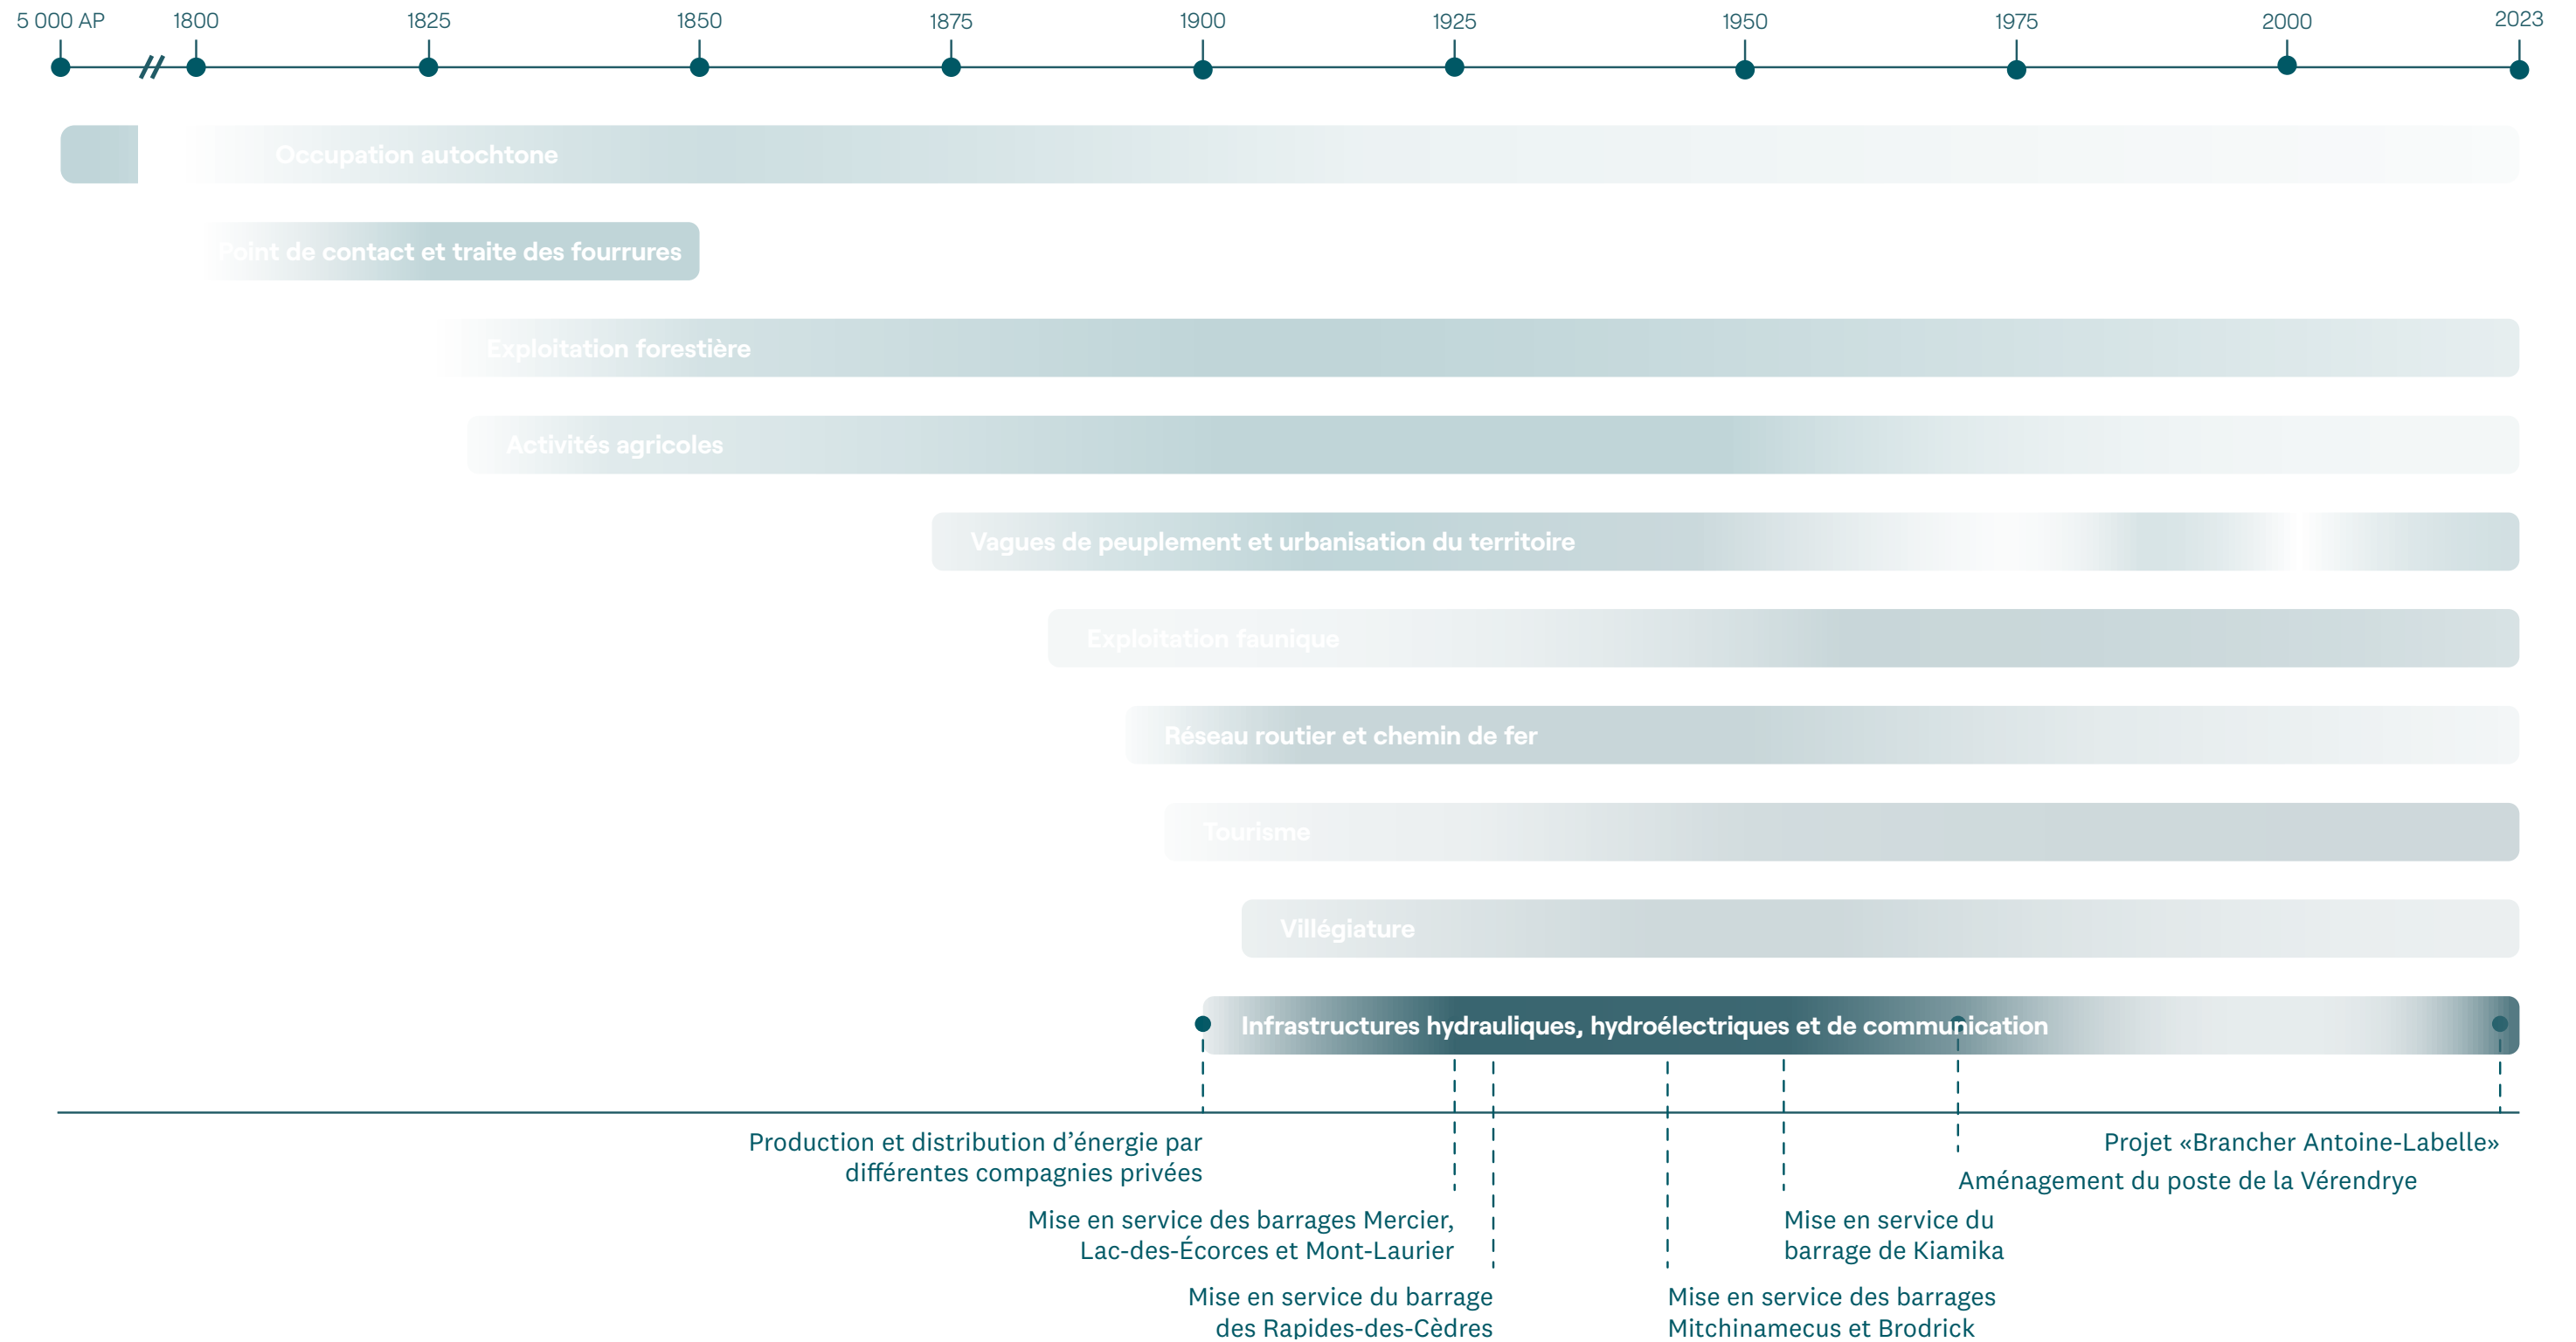 5 000 AP
1800
1825
1850
1875
1900
1925
1950
1975
2000
2023
Occupation autochtone
Point de contact et traite des fourrures
Exploitation forestière
Activités agricoles
Vagues de peuplement et urbanisation du territoire
Exploitation faunique
Réseau routier et chemin de fer
Tourisme
Villégiature
Infrastructures hydrauliques, hydroélectriques et de communication
Production et distribution d’énergie par
différentes compagnies privées
Projet «Brancher Antoine-Labelle»
Aménagement du poste de la Vérendrye
Mise en service des barrages Mercier,
Lac-des-Écorces et Mont-Laurier
Mise en service du
barrage de Kiamika
Mise en service du barrage
des Rapides-des-Cèdres
Mise en service des barrages
Mitchinamecus et Brodrick